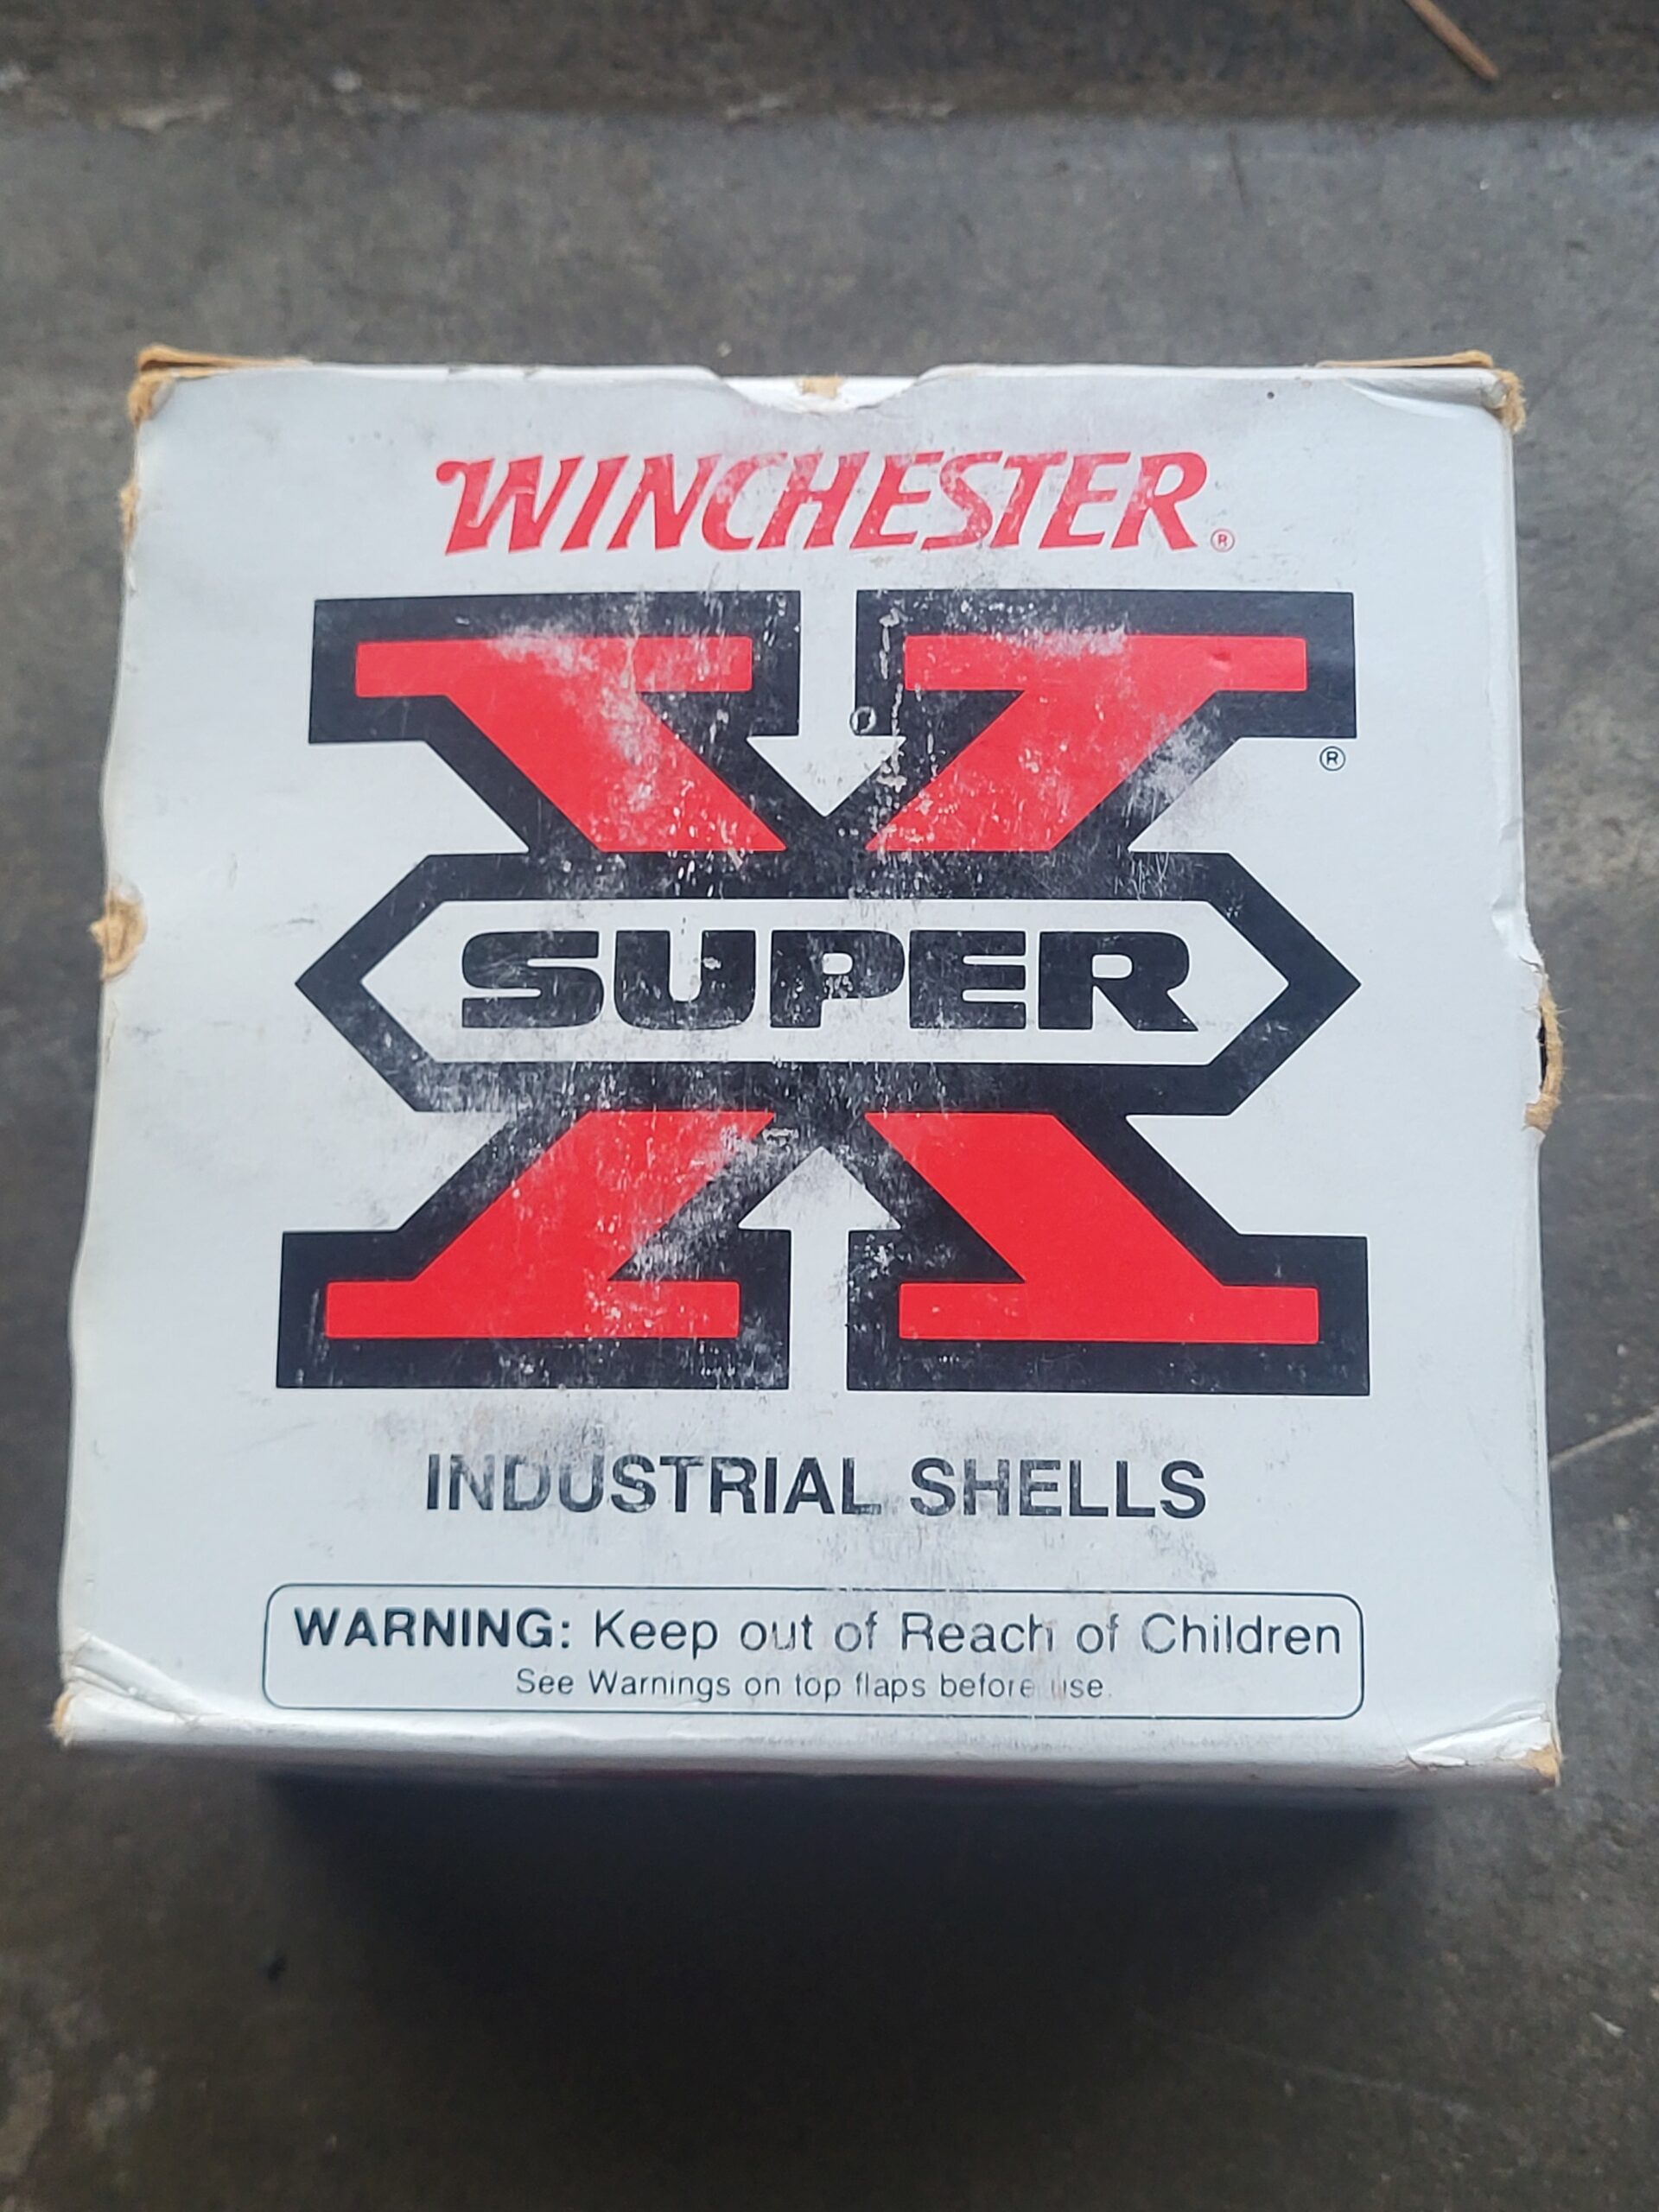 WINCHESTER®
®
SUPER
INDUSTRIAL SHELLS
WARNING: Keep out of Reach of Children
See Warnings on top flaps before use.